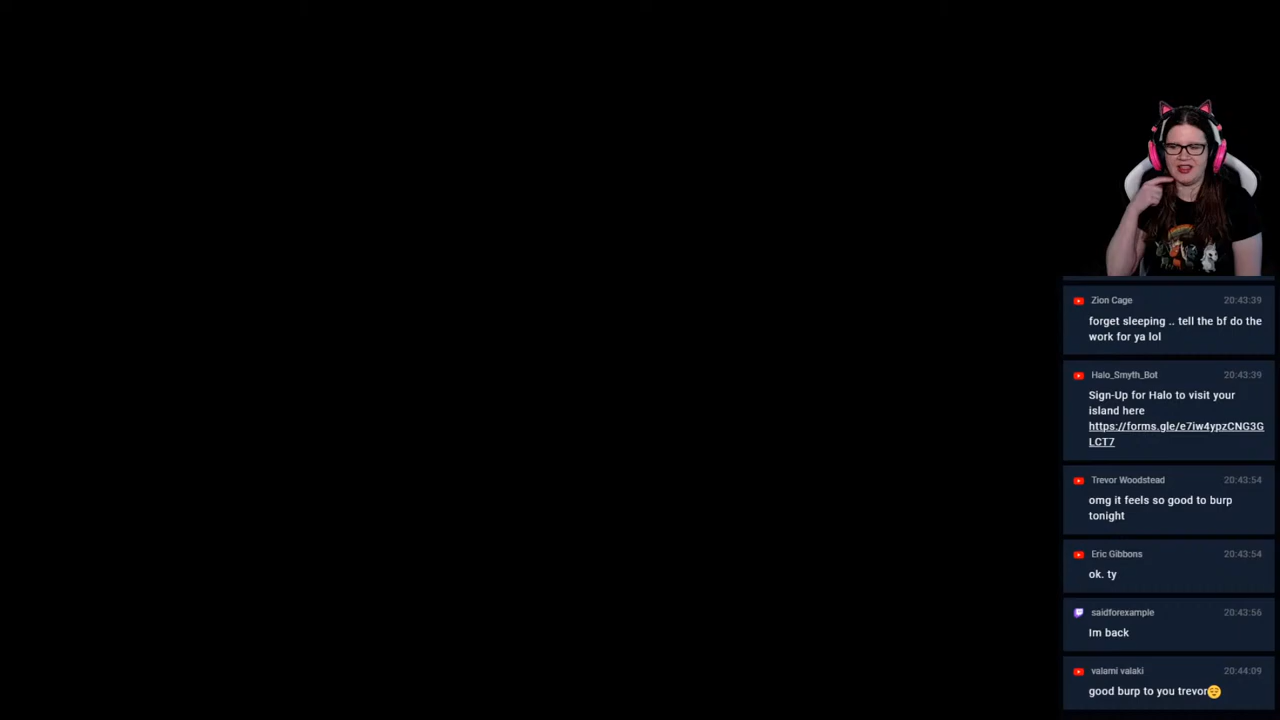 Zion Cage 20:43:39
forget sleeping .. tell the bf do the
work for ya lol
Halo_Smyth_Bot 20:43:39
Sign-Up for Halo to visit your
island here
https://forms.gle/e7iw4ypzCNG3G
LCT7
Trevor Woodstead 20:43:54
omg it feels so good to burp
tonight
Eric Gibbons 20:43:54
ok. ty
saidforexample 20:43:56
Im back
valami valaki 20:44:09
good burp to you trevor😌